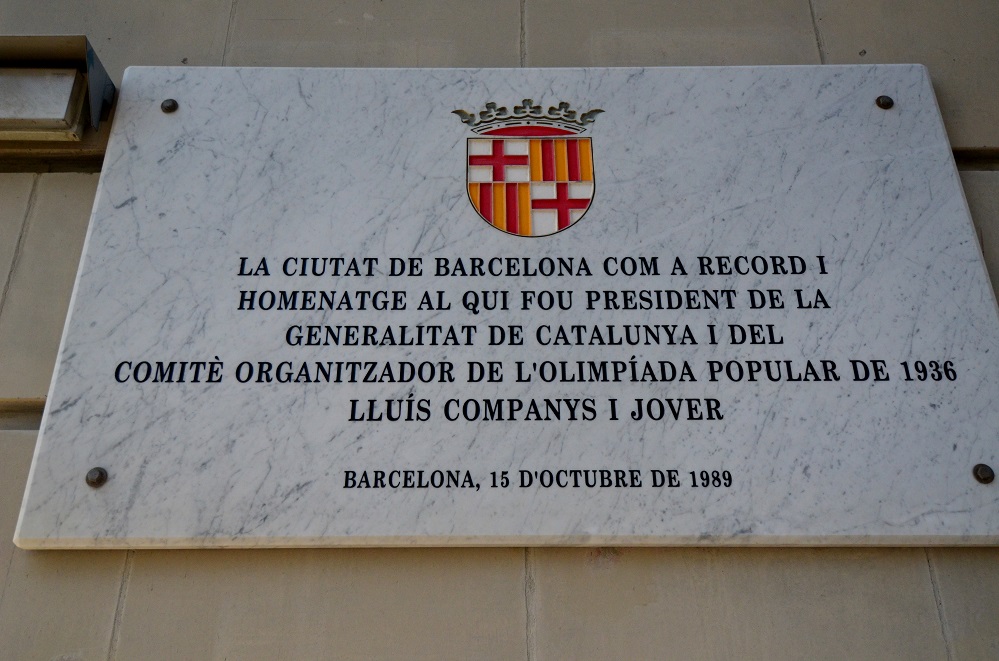 LA CIUTAT DE BARCELONA COM A RECORD I
HOMENATGE AL QUI FOU PRESIDENT DE LA
GENERALITAT DE CATALUNYA I DEL
COMITÈ ORGANITZADOR DE L'OLIMPÍADA POPULAR DE 1936
LLUÍS COMPANYS I JOVER
BARCELONA, 15 D'OCTUBRE DE 1989